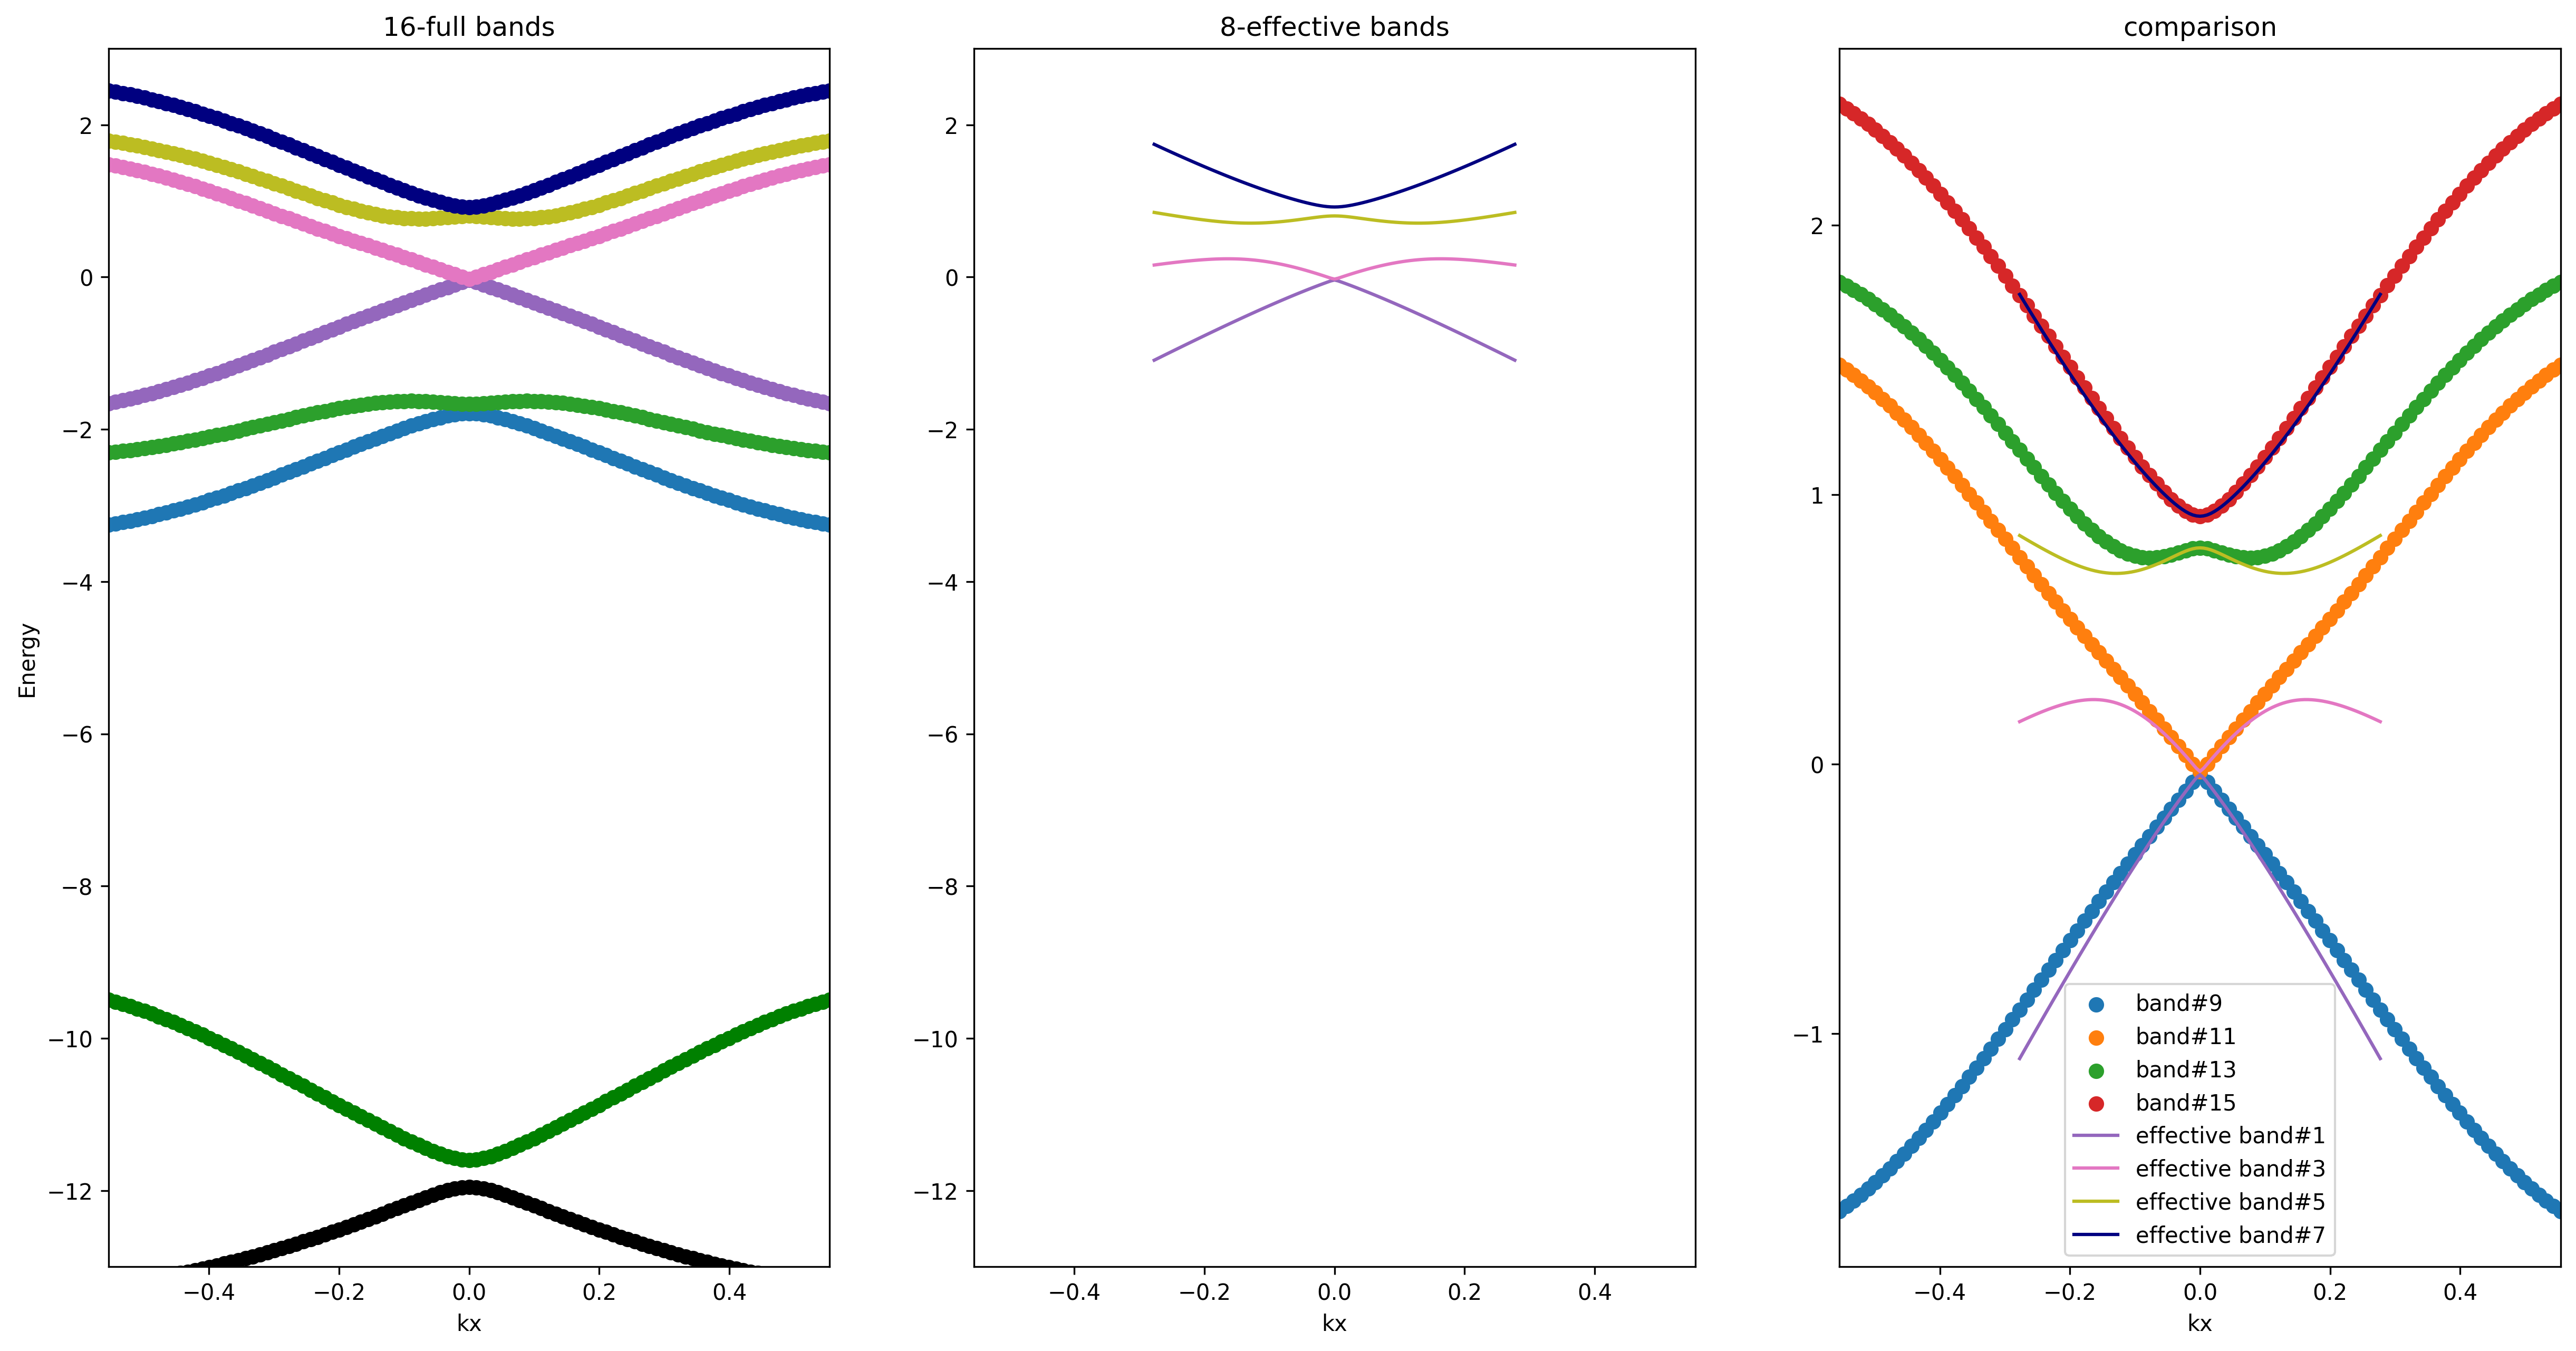 16-full bands
8-effective bands
comparison
Energy
2
0
−2
−4
−6
−8
−10
−12
−0.4 −0.2 0.0 0.2 0.4
kx
2
0
−2
−4
−6
−8
−10
−12
−0.4 −0.2 0.0 0.2 0.4
kx
2
1
0
−1
band#9
band#11
band#13
band#15
effective band#1
effective band#3
effective band#5
effective band#7
−0.4 −0.2 0.0 0.2 0.4
kx